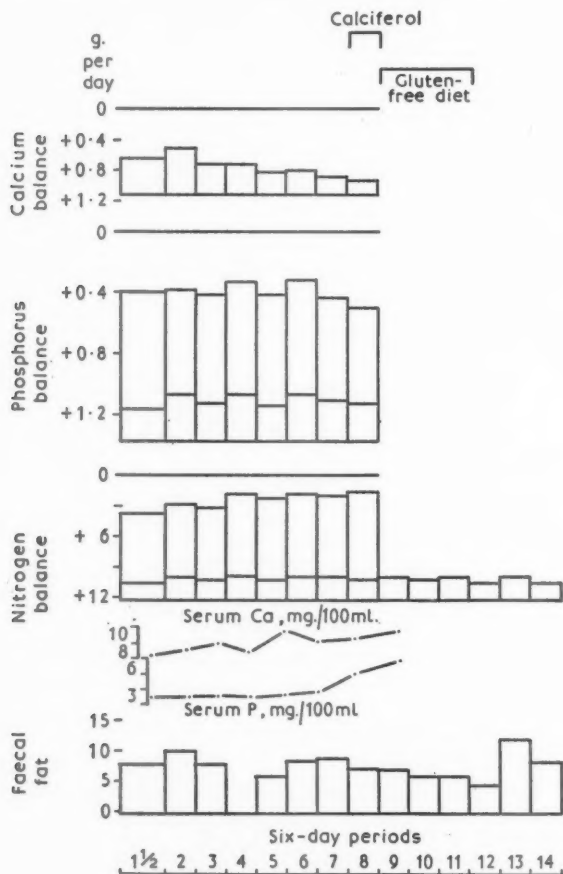 Calciferol
g.
per
day
Gluten-
free diet
0
Calcium
balance
+0·4
+0·8
+1·2
0
Phosphorus
balance
+0·4
+0·8
+1·2
0
Nitrogen
balance
+ 6
+12
Serum Ca, mg./100mL.
10
8
6
3
Serum P, mg./100mL
Faecal
fat
15
10
5
0
Six-day periods
1½ 2 3 4 5 6 7 8 9 10 11 12 13 14